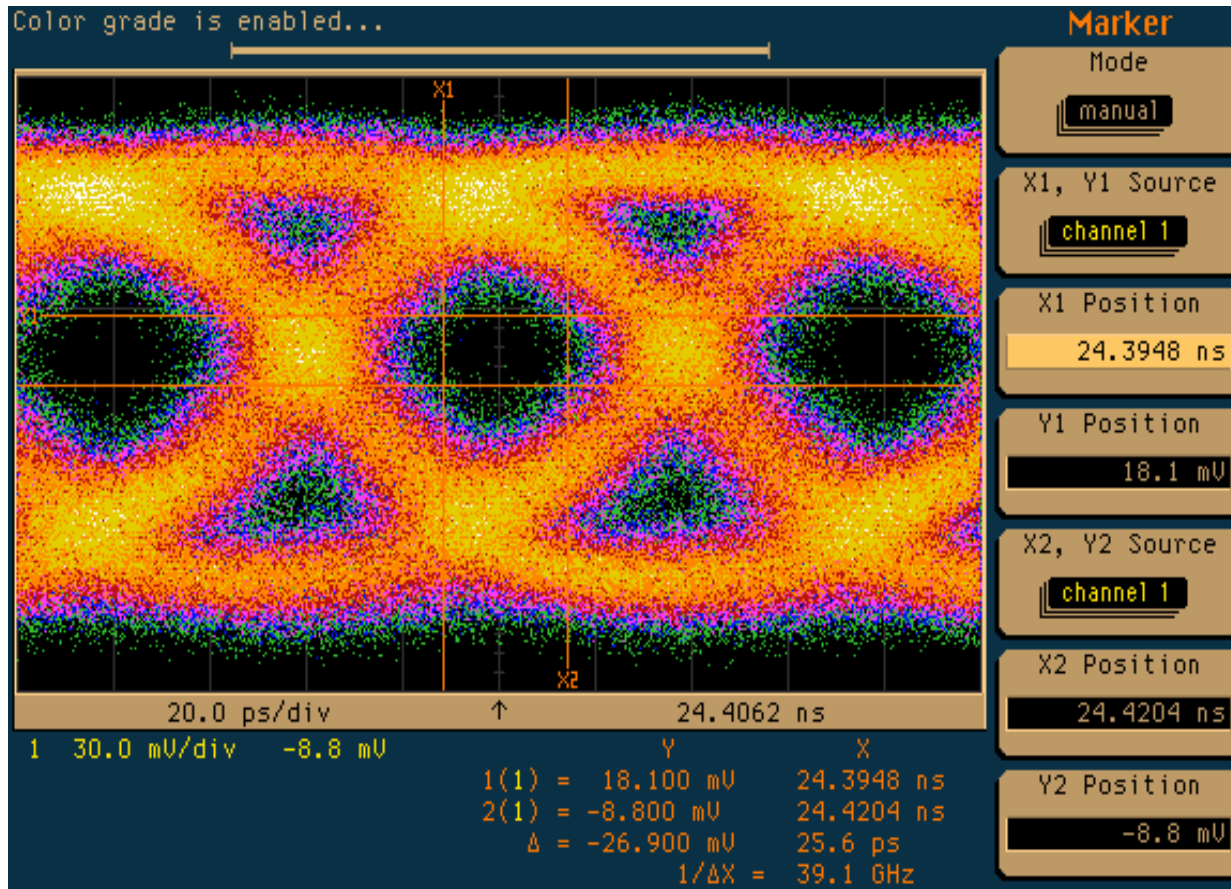 Color grade is enabled...
Marker
Mode
manual
X1, Y1 Source
channel 1
X1 Position
24.3948 ns
Y1 Position
18.1 mV
X2, Y2 Source
channel 1
X2 Position
24.4204 ns
Y2 Position
-8.8 mV
X1
X2
20.0 ps/div ↑ 24.4062 ns
1 30.0 mV/div -8.8 mV
Y X
1(1) = 18.100 mV 24.3948 ns
2(1) = -8.800 mV 24.4204 ns
Δ = -26.900 mV 25.6 ps
1/ΔX = 39.1 GHz